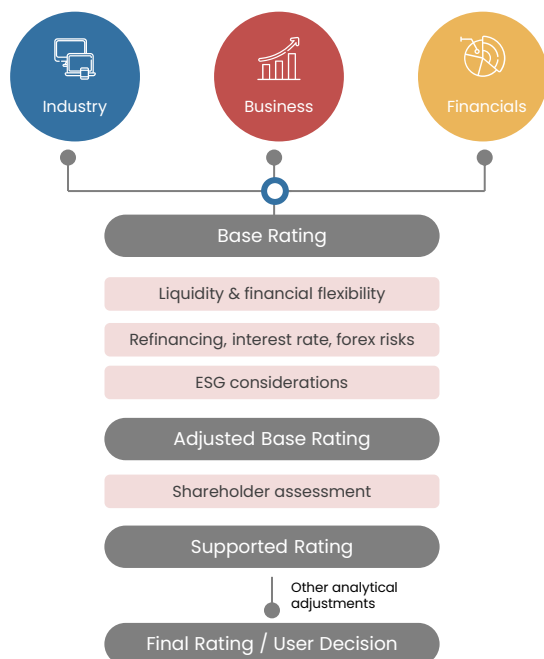 Industry
Business
Financials
Base Rating
Liquidity & financial flexibility
Refinancing, interest rate, forex risks
ESG considerations
Adjusted Base Rating
Shareholder assessment
Supported Rating
Other analytical
adjustments
Final Rating / User Decision